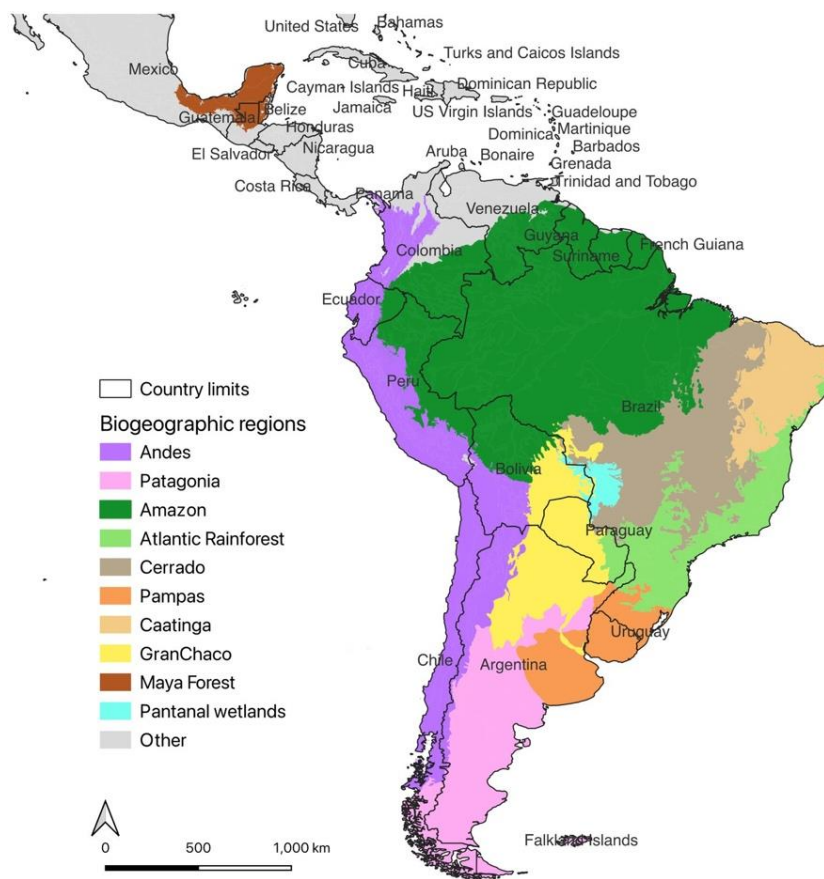 United States
Bahamas
Turks and Caicos Islands
Mexico
Cuba
Cayman Islands
Haiti
Dominican Republic
Jamaica
US Virgin Islands
Guadeloupe
Belize
Guatemala
Honduras
Dominica
Martinique
Barbados
El Salvador
Nicaragua
Aruba
Bonaire
Grenada
Costa Rica
Trinidad and Tobago
Panama
Venezuela
Guyana
Colombia
French Guiana
Suriname
Ecuador
Peru
Brazil
Bolivia
Paraguay
Uruguay
Chile
Argentina
Falkland Islands
Country limits
Biogeographic regions
Andes
Patagonia
Amazon
Atlantic Rainforest
Cerrado
Pampas
Caatinga
GranChaco
Maya Forest
Pantanal wetlands
Other
0 500 1,000 km